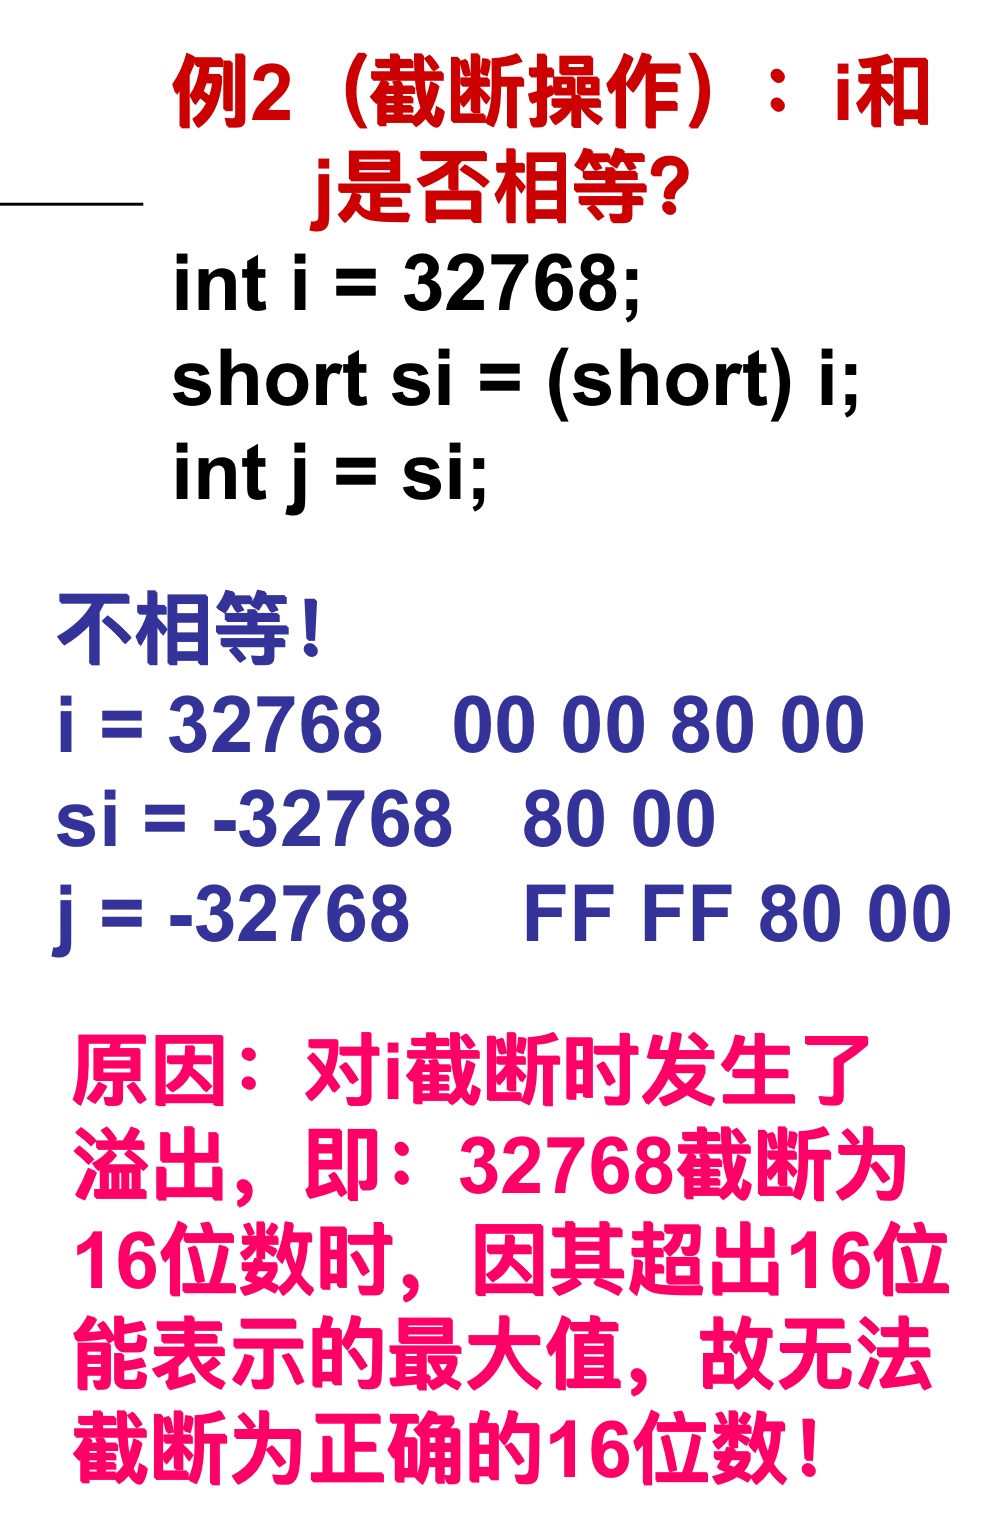 例2（截断操作）：i和
j是否相等?
int i = 32768;
short si = (short) i;
int j = si;
不相等！
i = 32768 00 00 80 00
si = -32768 80 00
j = -32768 FF FF 80 00
原因：对i截断时发生了
溢出，即：32768截断为
16位数时，因其超出16位
能表示的最大值，故无法
截断为正确的16位数！